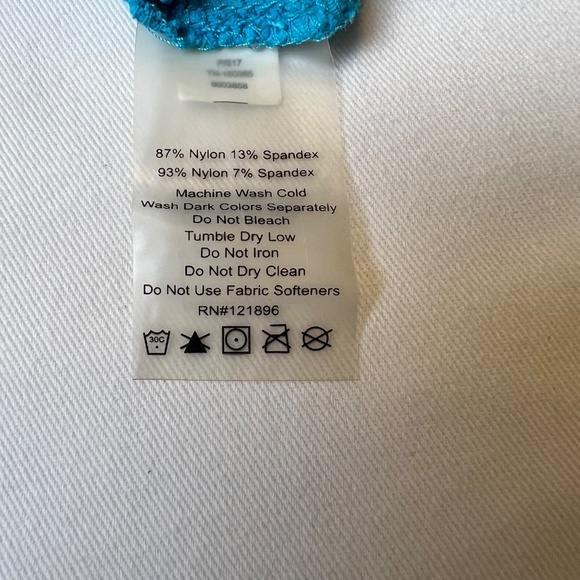 87% Nylon 13% Spandex
93% Nylon 7% Spandex
Machine Wash Cold
Wash Dark Colors Separately
Do Not Bleach
Tumble Dry Low
Do Not Iron
Do Not Dry Clean
Do Not Use Fabric Softeners
RN#121896
30C